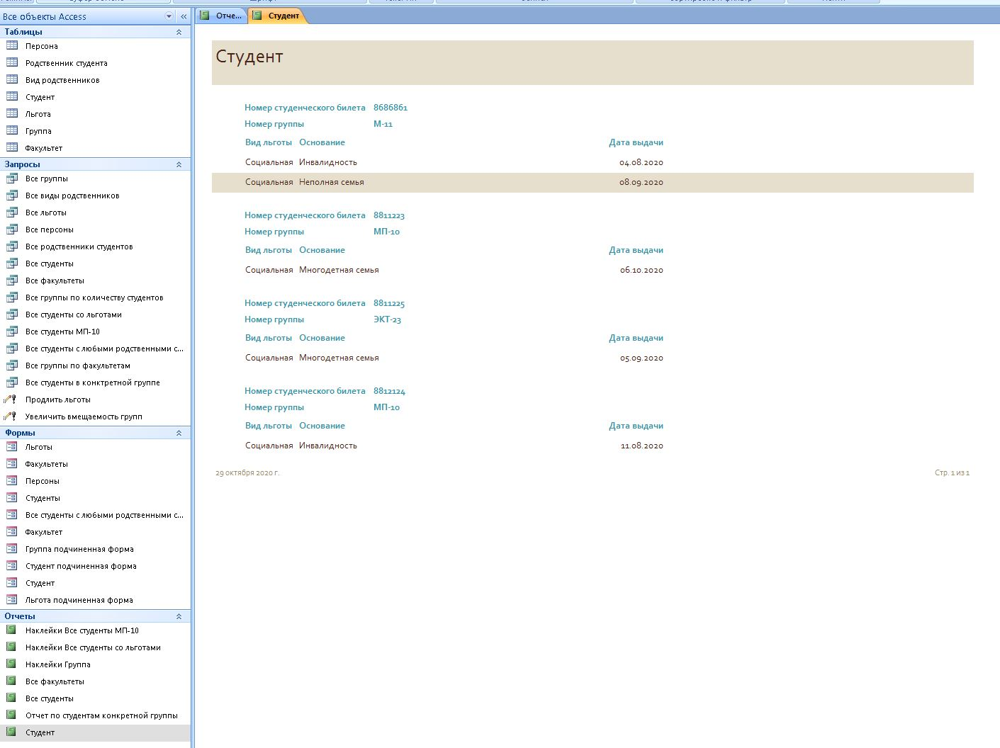 Все объекты Access
Таблицы
Персона
Родственник студента
Вид родственников
Студент
Льгота
Группа
Факультет
Запросы
Все группы
Все виды родственников
Все льготы
Все персоны
Все родственники студентов
Все студенты
Все факультеты
Все группы по количеству студентов
Все студенты со льготами
Все студенты МП-10
Все студенты с любыми родственными с...
Все группы по факультетам
Все студенты в конктретной группе
Продлить льготы
Увеличить вмещаемость групп
Формы
Льготы
Факультеты
Персоны
Студенты
Все студенты с любыми родственными с...
Факультет
Группа подчиненная форма
Студент подчиненная форма
Студент
Льгота подчиненная форма
Отчеты
Наклейки Все студенты МП-10
Наклейки Все студенты со льготами
Наклейки Группа
Все факультеты
Все студенты
Отчет по студентам конкретной группы
Студент
Отче... Студент
Студент
Номер студенческого билета 8686861
Номер группы М-11
Вид льготы Основание Дата выдачи
Социальная Инвалидность 04.08.2020
Социальная Неполная семья 08.09.2020
Номер студенческого билета 8811223
Номер группы МП-10
Вид льготы Основание Дата выдачи
Социальная Многодетная семья 06.10.2020
Номер студенческого билета 8811225
Номер группы ЭКТ-23
Вид льготы Основание Дата выдачи
Социальная Многодетная семья 05.09.2020
Номер студенческого билета 8812124
Номер группы МП-10
Вид льготы Основание Дата выдачи
Социальная Инвалидность 11.08.2020
29 октября 2020 г. Стр. 1 из 1